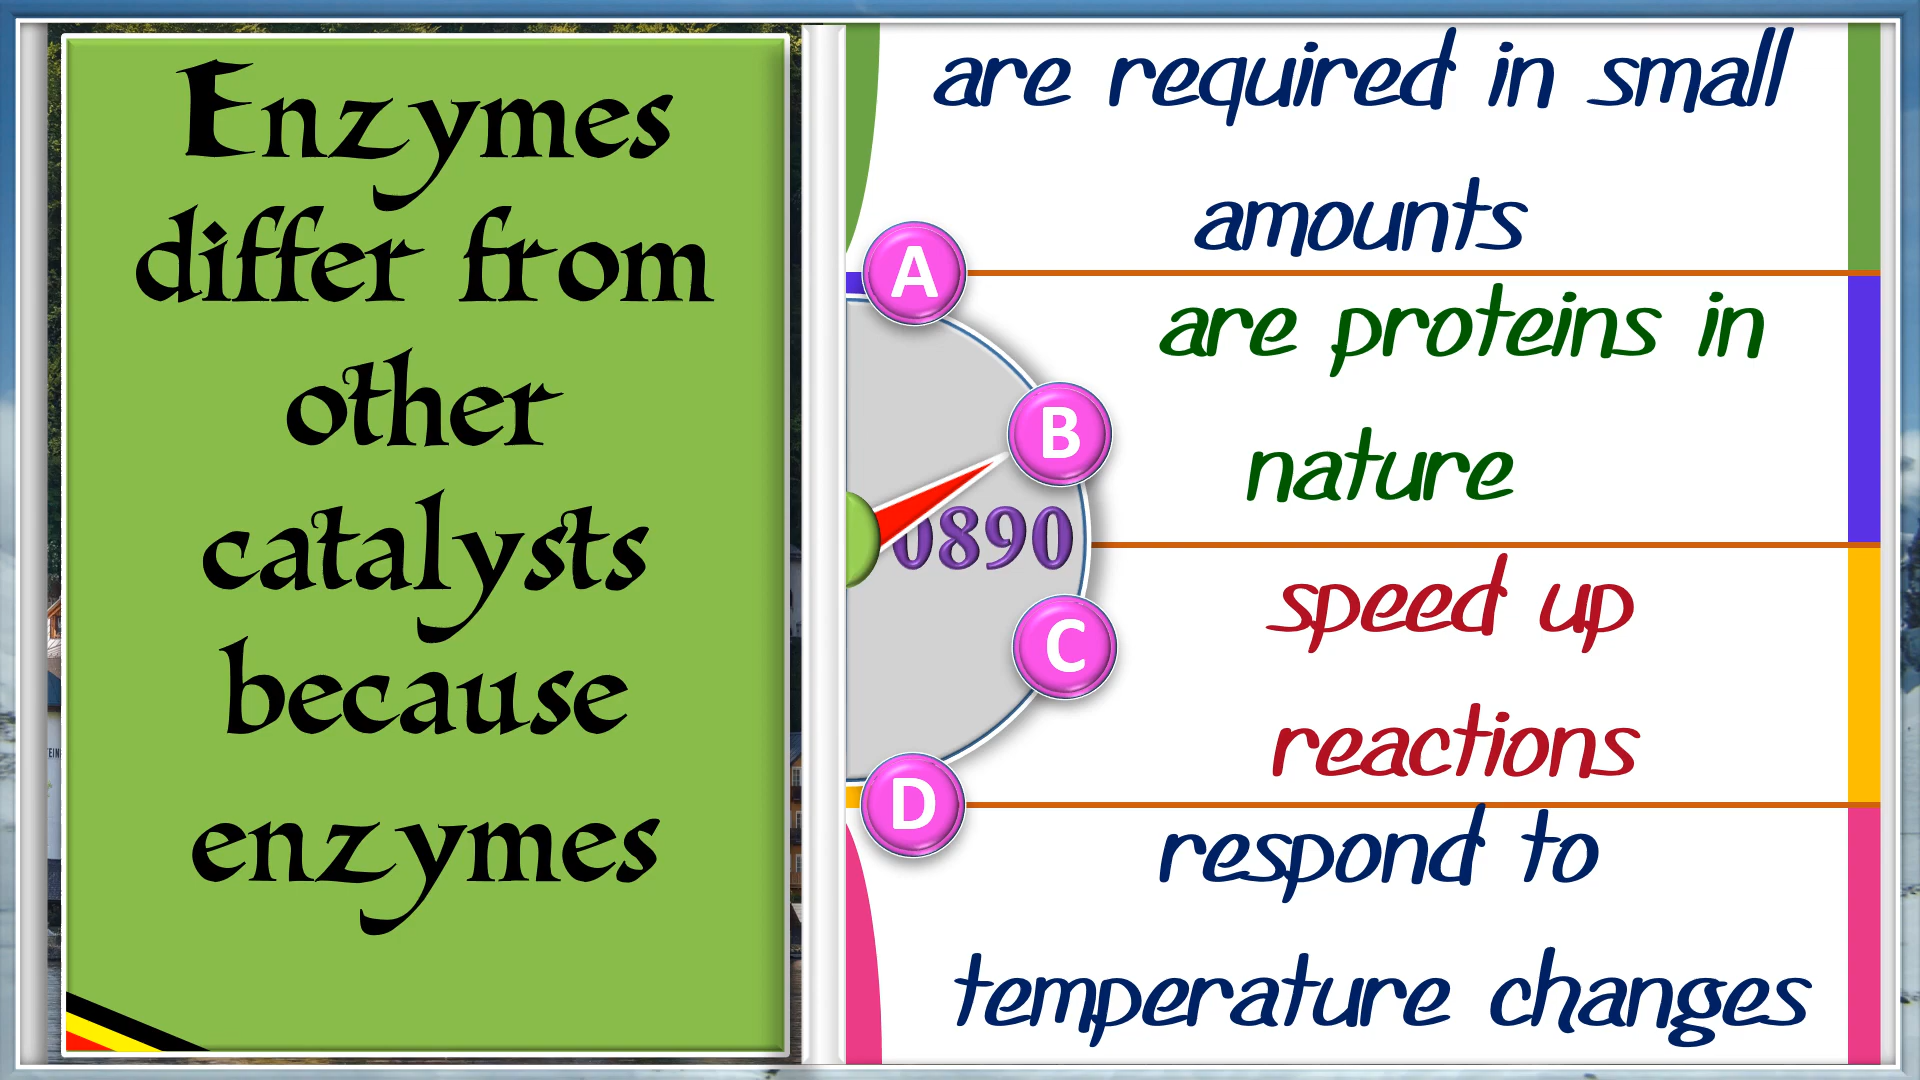 Enzymes
differ from
other
catalysts
because
enzymes
A
are required in small
amounts
B
are proteins in
nature
0890
C
speed up
reactions
D
respond to
temperature changes